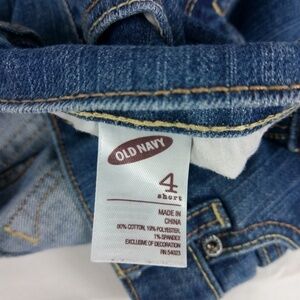 OLD NAVY
4
short
MADE IN
CHINA
80% COTTON, 19% POLYESTER,
1% SPANDEX
EXCLUSIVE OF DECORATION
RN 54023